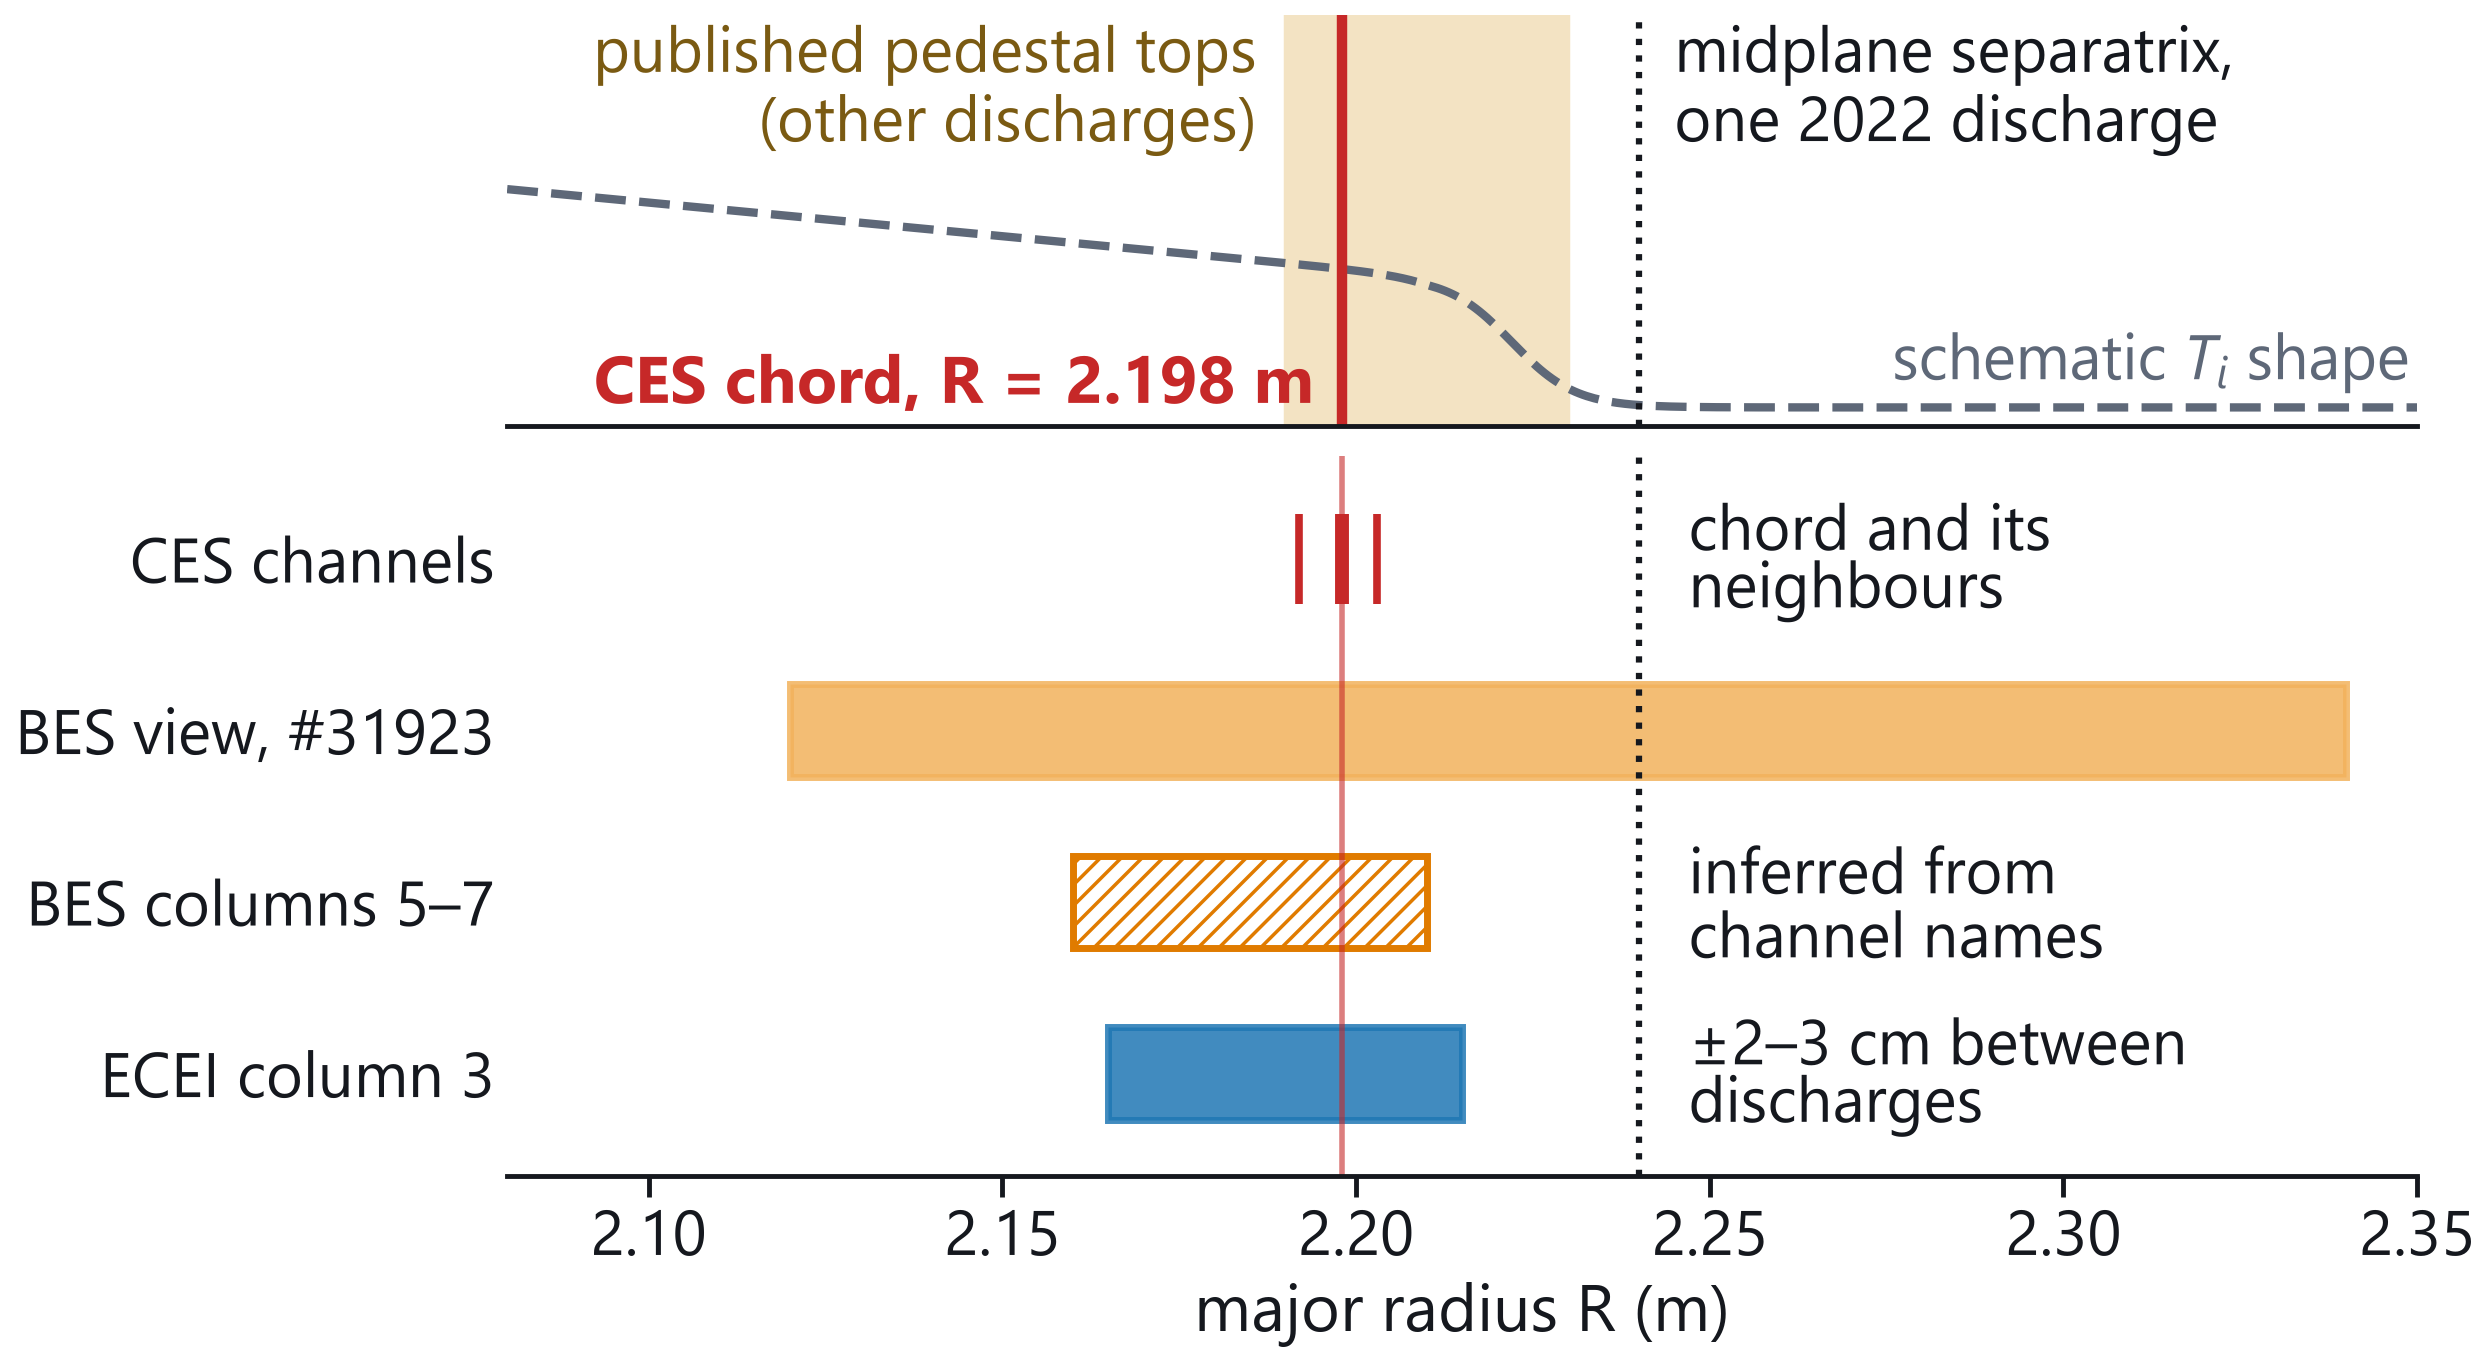 published pedestal tops
(other discharges)
midplane separatrix,
one 2022 discharge
schematic Ti shape
CES chord, R = 2.198 m
CES channels
chord and its
neighbours
BES view, #31923
BES columns 5–7
inferred from
channel names
ECEI column 3
±2–3 cm between
discharges
2.10 2.15 2.20 2.25 2.30 2.35
major radius R (m)